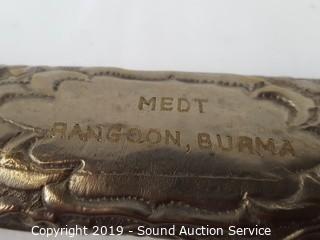 MEDT
RANGOON, BURMA
Copyright 2019 - Sound Auction Service